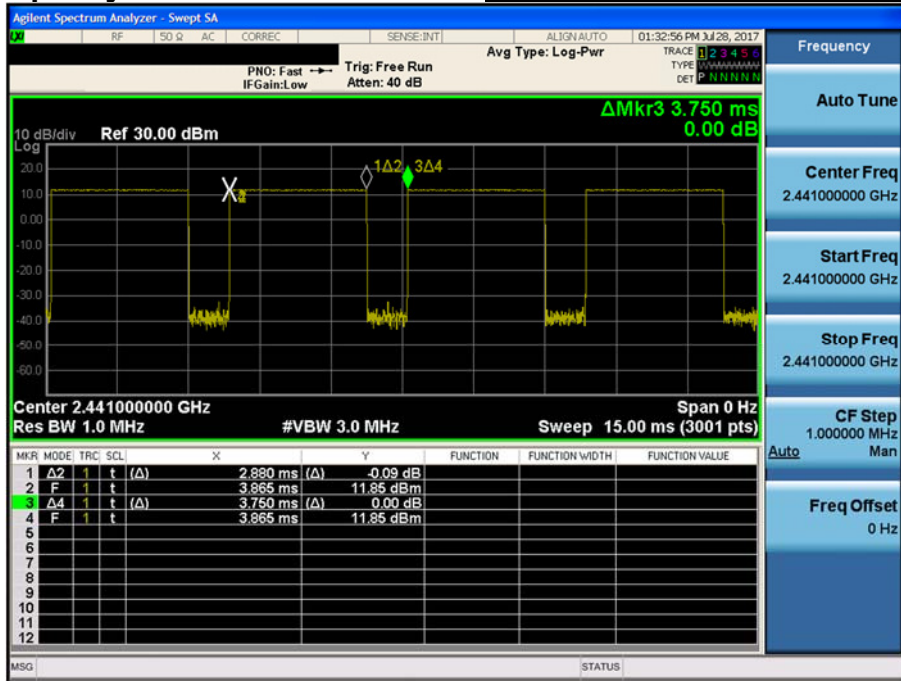 Agilent Spectrum Analyzer - Swept SA
RF 50 Ω AC CORREC SENSE:INT ALIGN AUTO 01:32:56 PM Jul 28, 2017
Avg Type: Log-Pwr
TRACE 1 2 3 4 5 6
TYPE
DET P N N N N N
PNO: Fast
IFGain:Low
Trig: Free Run
Atten: 40 dB
ΔMkr3 3.750 ms
0.00 dB
10 dB/div Ref 30.00 dBm
Log
20.0
10.0
0.00
-10.0
-20.0
-30.0
-40.0
-50.0
-60.0
1Δ2 3Δ4
X
Center 2.441000000 GHz Span 0 Hz
Res BW 1.0 MHz #VBW 3.0 MHz Sweep 15.00 ms (3001 pts)
MKR MODE TRC SCL X Y FUNCTION FUNCTION WIDTH FUNCTION VALUE
1 Δ2 1 t (Δ) 2.880 ms (Δ) -0.09 dB
2 F 1 t 3.865 ms 11.85 dBm
3 Δ4 1 t (Δ) 3.750 ms (Δ) 0.00 dB
4 F 1 t 3.865 ms 11.85 dBm
5
6
7
8
9
10
11
12
MSG STATUS
Frequency
Auto Tune
Center Freq
2.441000000 GHz
Start Freq
2.441000000 GHz
Stop Freq
2.441000000 GHz
CF Step
1.000000 MHz
Auto Man
Freq Offset
0 Hz